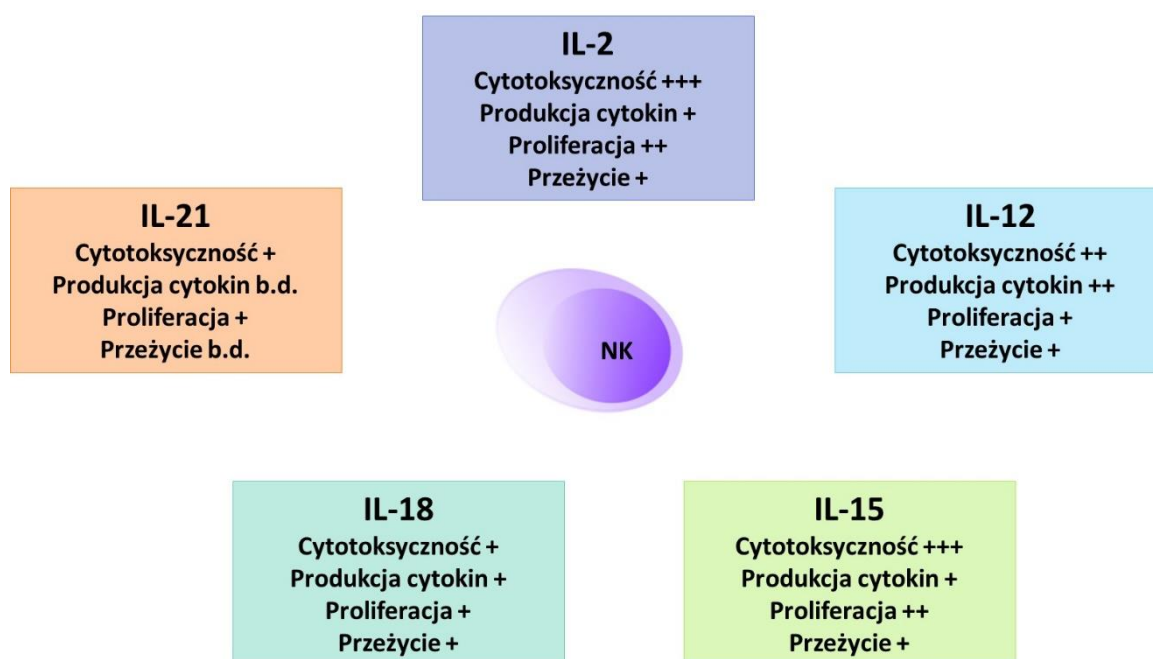 IL-2
Cytotoksyczność +++
Produkcja cytokin +
Proliferacja ++
Przeżycie +
IL-21
Cytotoksyczność +
Produkcja cytokin b.d.
Proliferacja +
Przeżycie b.d.
IL-12
Cytotoksyczność ++
Produkcja cytokin ++
Proliferacja +
Przeżycie +
NK
IL-18
Cytotoksyczność +
Produkcja cytokin +
Proliferacja +
Przeżycie +
IL-15
Cytotoksyczność +++
Produkcja cytokin +
Proliferacja ++
Przeżycie +